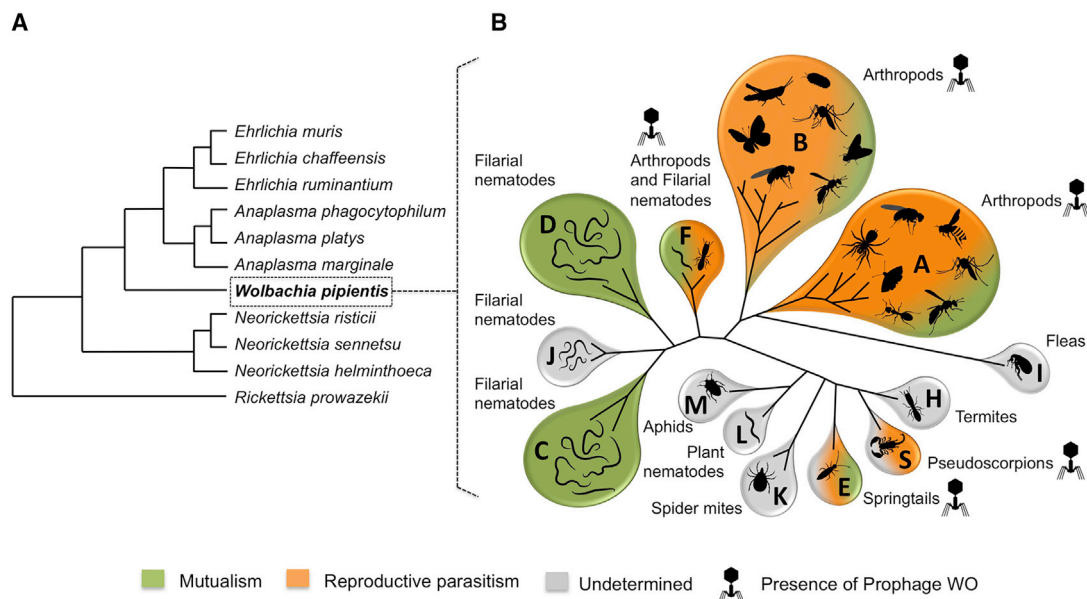 A
Ehrlichia muris
Ehrlichia chaffeensis
Ehrlichia ruminantium
Anaplasma phagocytophilum
Anaplasma platys
Anaplasma marginale
Wolbachia pipientis
Neorickettsia risticii
Neorickettsia sennetsu
Neorickettsia helminthoeca
Rickettsia prowazekii
B
Arthropods
B
Arthropods
and Filarial
nematodes
Filarial
nematodes
Arthropods
D
F
A
Filarial
nematodes
J
Fleas
I
Filarial
nematodes
M
H
Aphids
Termites
L
C
Plant
nematodes
S
Pseudoscorpions
K
E
Springtails
Spider mites
Mutualism
Reproductive parasitism
Undetermined
Presence of Prophage WO